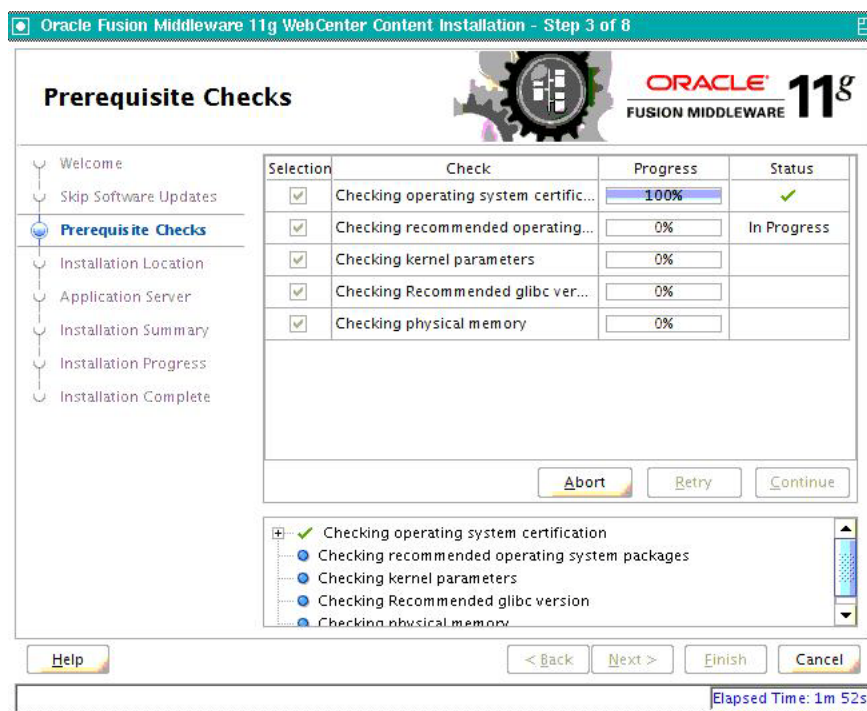 Oracle Fusion Middleware 11g WebCenter Content Installation - Step 3 of 8
Prerequisite Checks
ORACLE
FUSION MIDDLEWARE 11g
Welcome
Skip Software Updates
Prerequisite Checks
Installation Location
Application Server
Installation Summary
Installation Progress
Installation Complete
Selection Check Progress Status
Checking operating system certific... 100%
Checking recommended operating... 0% In Progress
Checking kernel parameters 0%
Checking Recommended glibc ver... 0%
Checking physical memory 0%
Abort Retry Continue
Checking operating system certification
Checking recommended operating system packages
Checking kernel parameters
Checking Recommended glibc version
Checking physical memory
Help < Back Next > Finish Cancel
Elapsed Time: 1m 52s